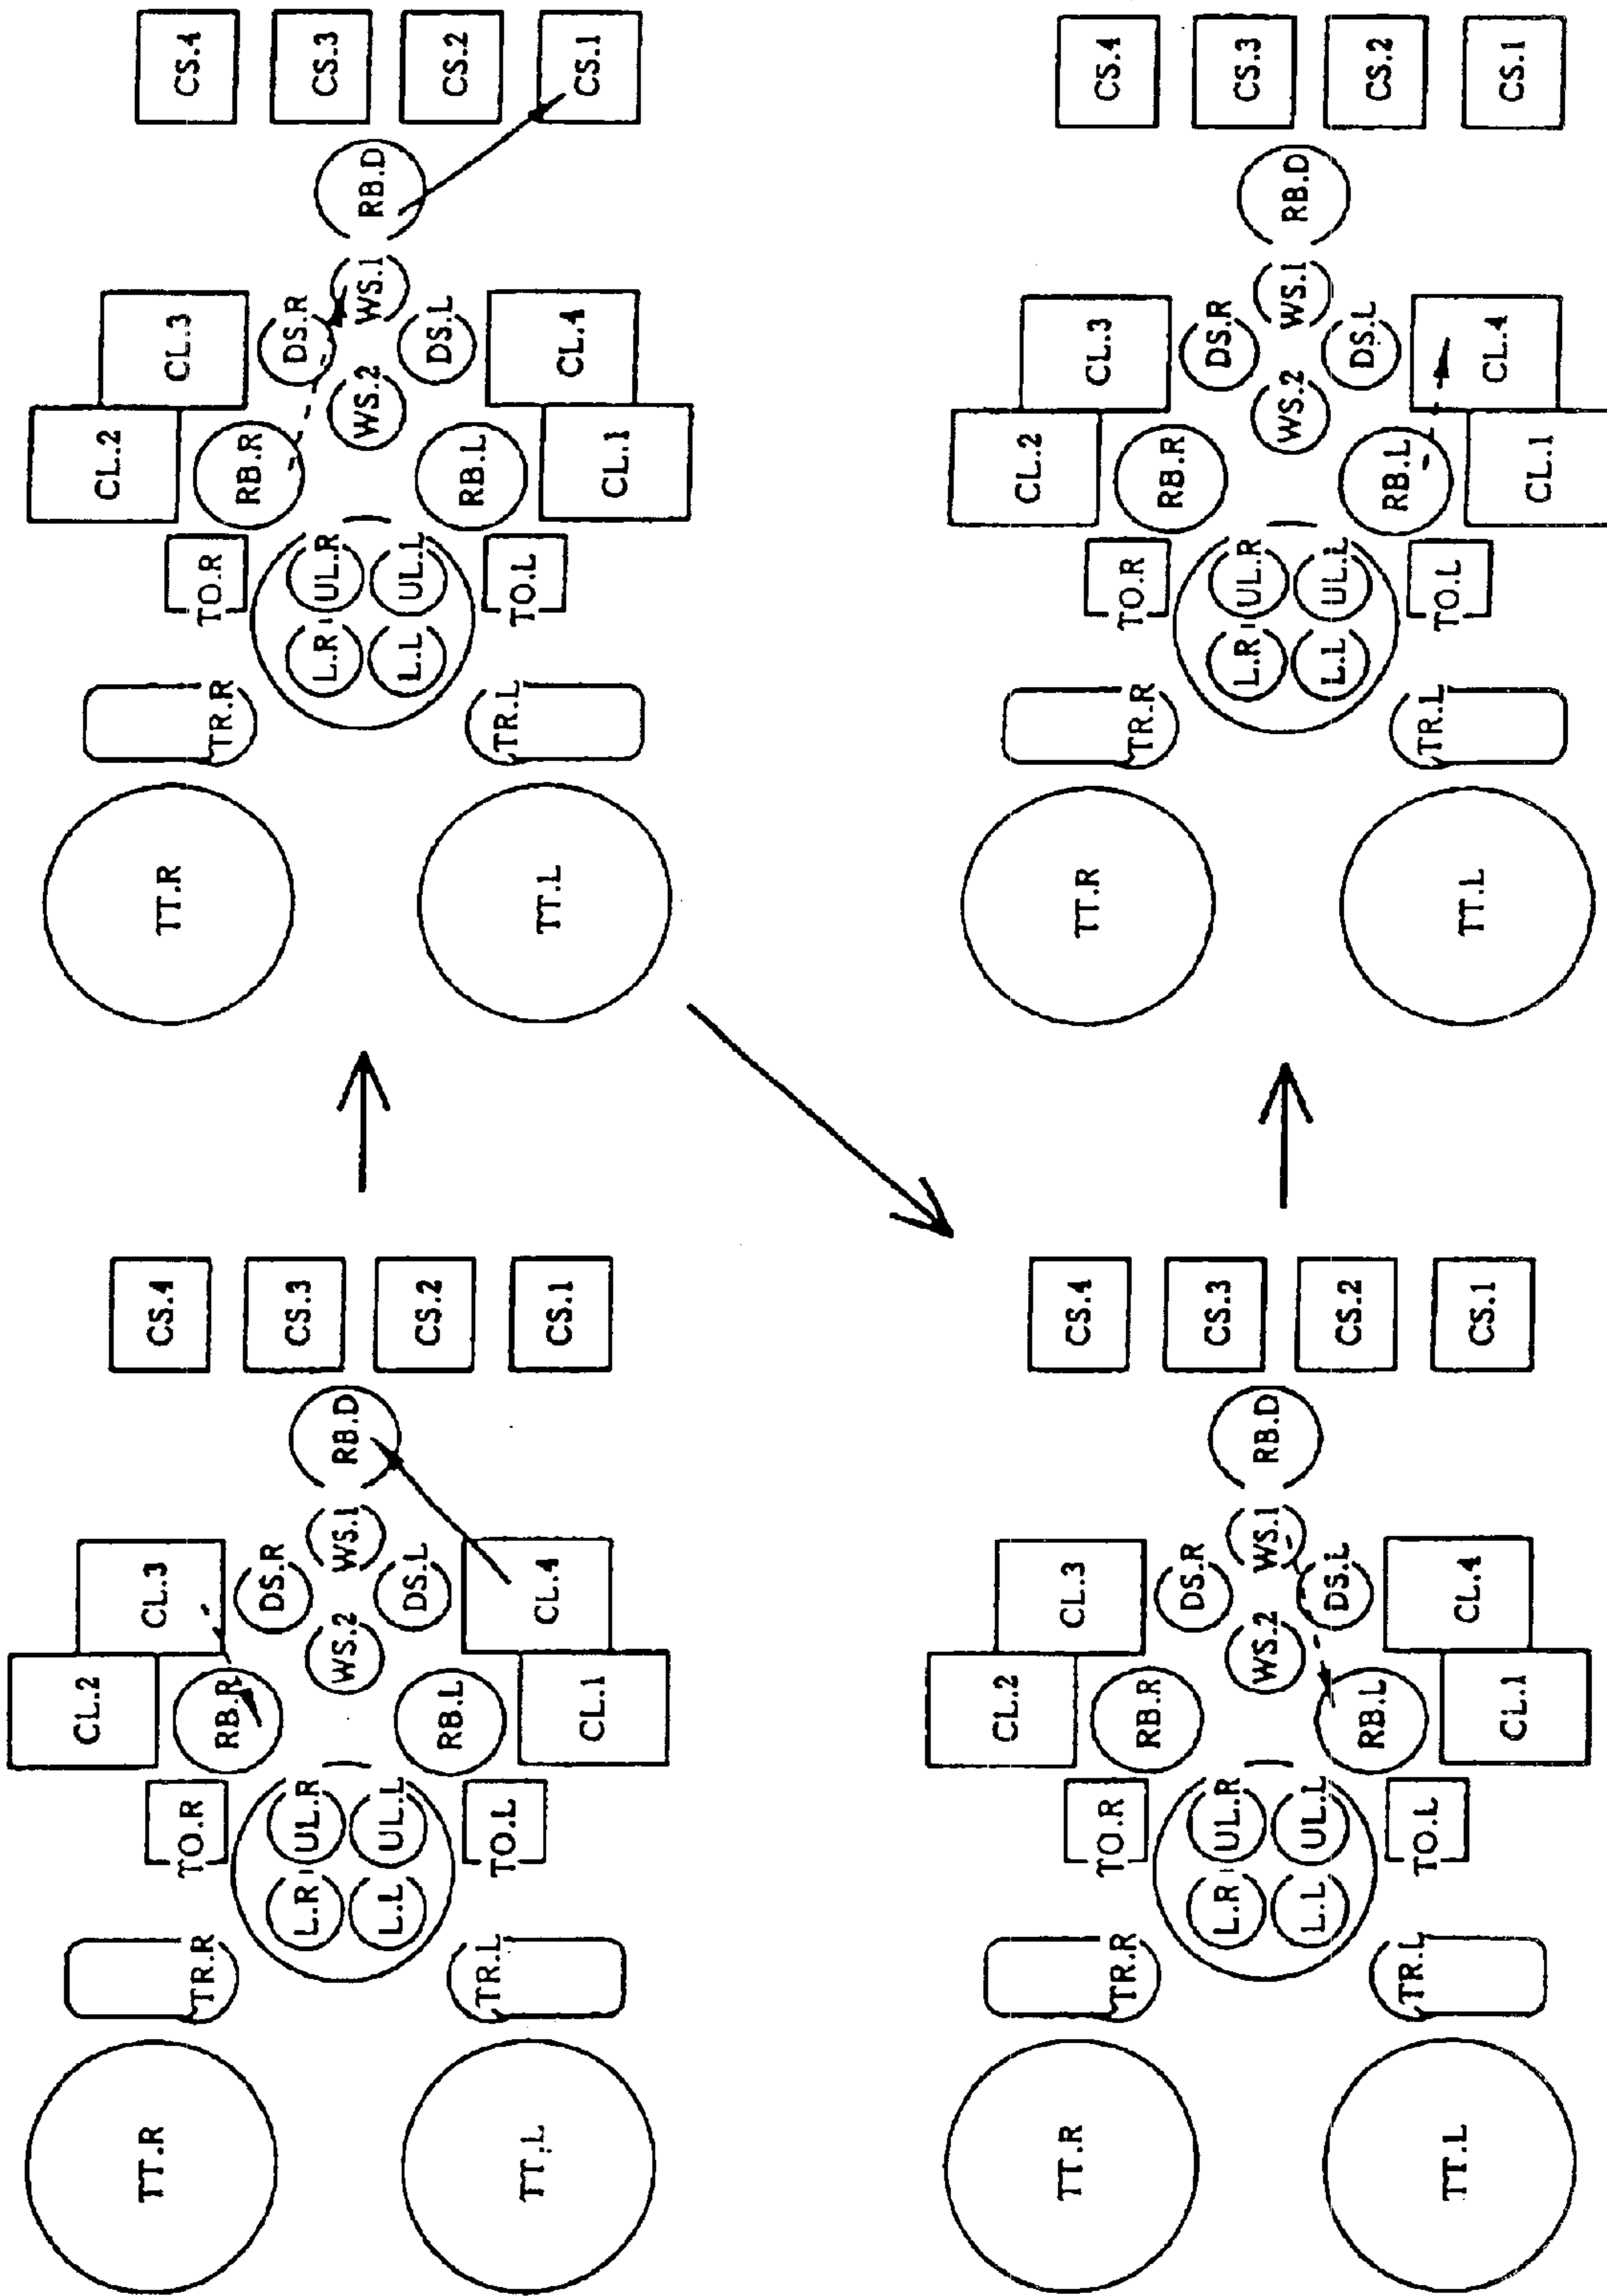 CL.2
TT.R
CL.3
CS.4
TR.R
TO.R
RB.R
DS.R
CS.3
L.R
UL.R
WS.2
WS.1
RB.D
L.L
UL.L
DS.L
CS.2
RB.L
TR.L
TO.L
TT.L
CL.4
CS.1
CL.1
CL.2
TT.R
CL.3
CS.4
TR.R
TO.R
RB.R
DS.R
CS.3
L.R
UL.R
WS.2
WS.1
RB.D
L.L
UL.L
DS.L
CS.2
RB.L
TR.L
TO.L
TT.L
CL.4
CS.1
CL.1
CL.2
TT.R
CL.3
CS.4
TR.R
TO.R
RB.R
DS.R
CS.3
L.R
UL.R
WS.2
WS.1
RB.D
L.L
UL.L
DS.L
CS.2
RB.L
TR.L
TO.L
TT.L
CL.4
CS.1
CL.1
CL.2
TT.R
CL.3
CS.4
TR.R
TO.R
RB.R
DS.R
CS.3
L.R
UL.R
WS.2
WS.1
RB.D
L.L
UL.L
DS.L
CS.2
RB.L
TR.L
TO.L
TT.L
CL.4
CS.1
CL.1